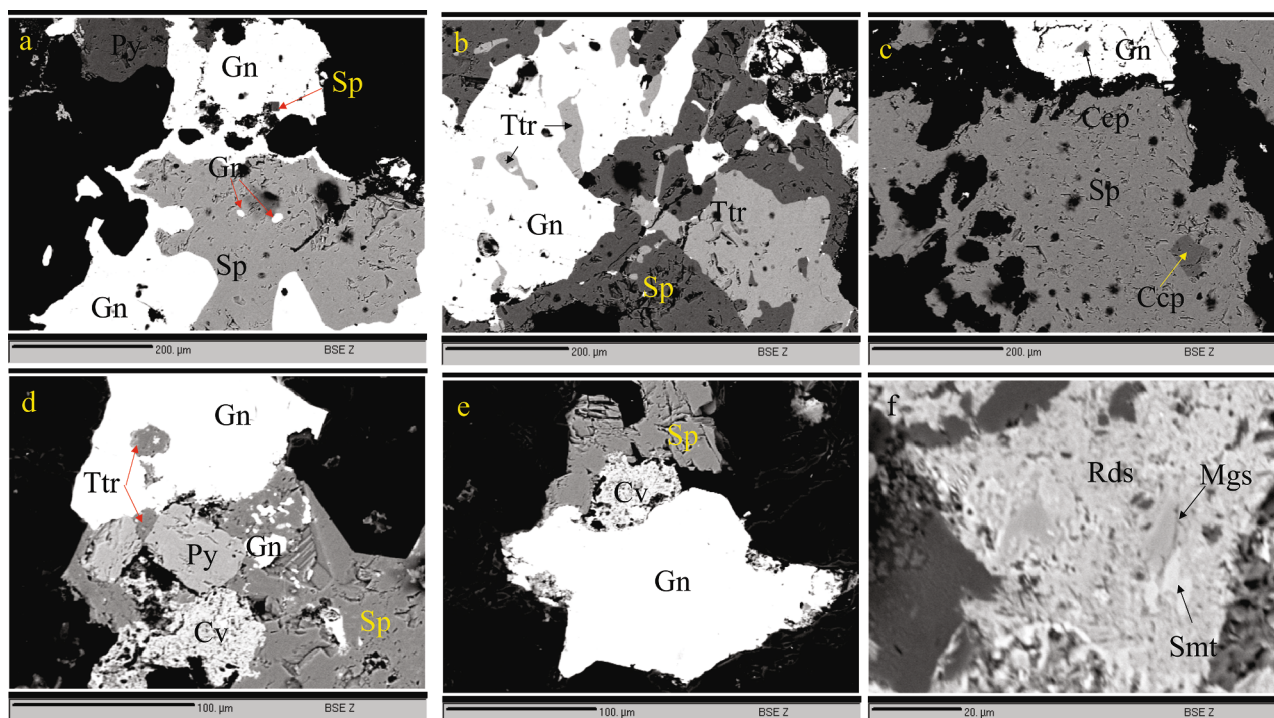 a
Py
Gn
Sp
Gn
Sp
Gn
200. µm
BSE Z
b
Ttr
Gn
Ttr
Sp
200. µm
BSE Z
c
Gn
Ccp
Sp
Ccp
200. µm
BSE Z
d
Gn
Ttr
Py
Gn
Cv
Sp
100. µm
BSE Z
e
Sp
Cv
Gn
100. µm
BSE Z
f
Rds
Mgs
Smt
20. µm
BSE Z